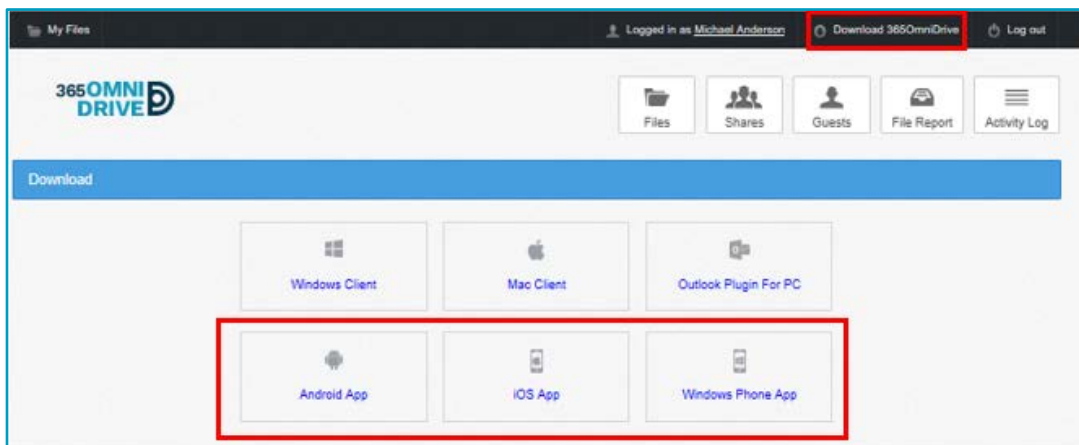 My Files
Logged in as Michael Anderson
Download 365OmniDrive
Log out
365OMNI
DRIVE
Files
Shares
Guests
File Report
Activity Log
Download
Windows Client
Mac Client
Outlook Plugin For PC
Android App
iOS App
Windows Phone App